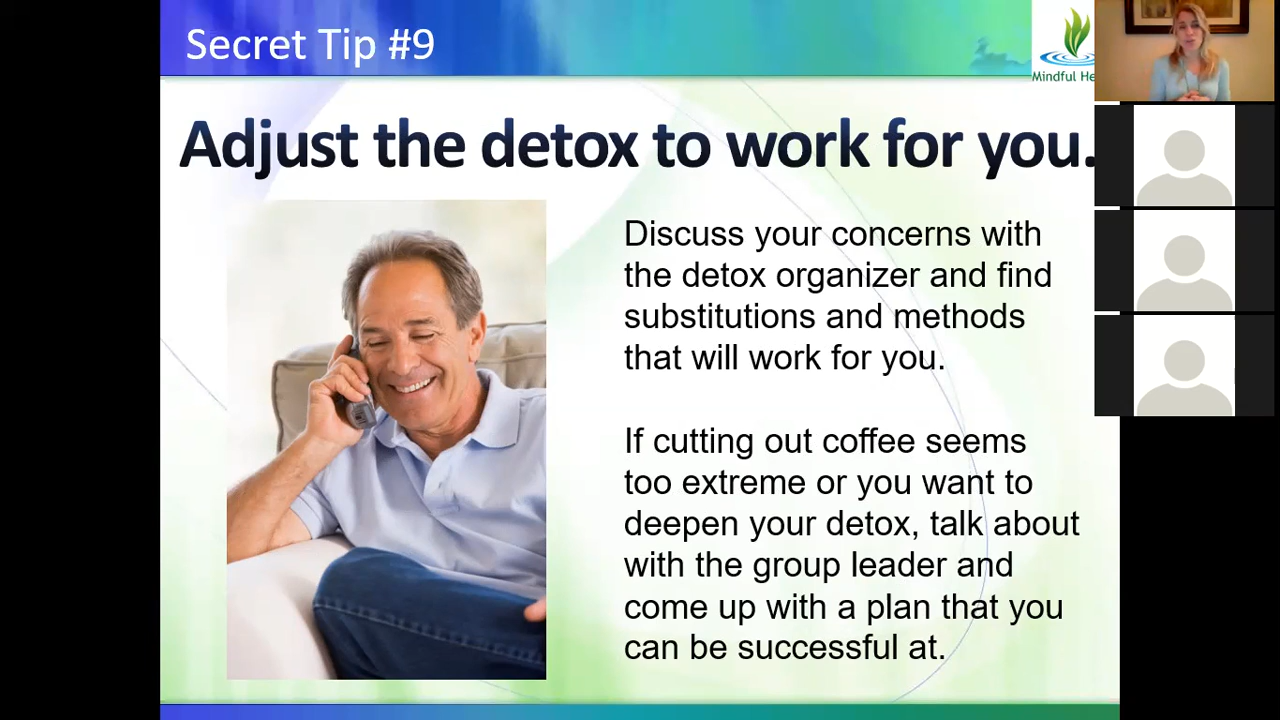 Secret Tip #9
Mindful He
Adjust the detox to work for you.
Discuss your concerns with
the detox organizer and find
substitutions and methods
that will work for you.
If cutting out coffee seems
too extreme or you want to
deepen your detox, talk about
with the group leader and
come up with a plan that you
can be successful at.